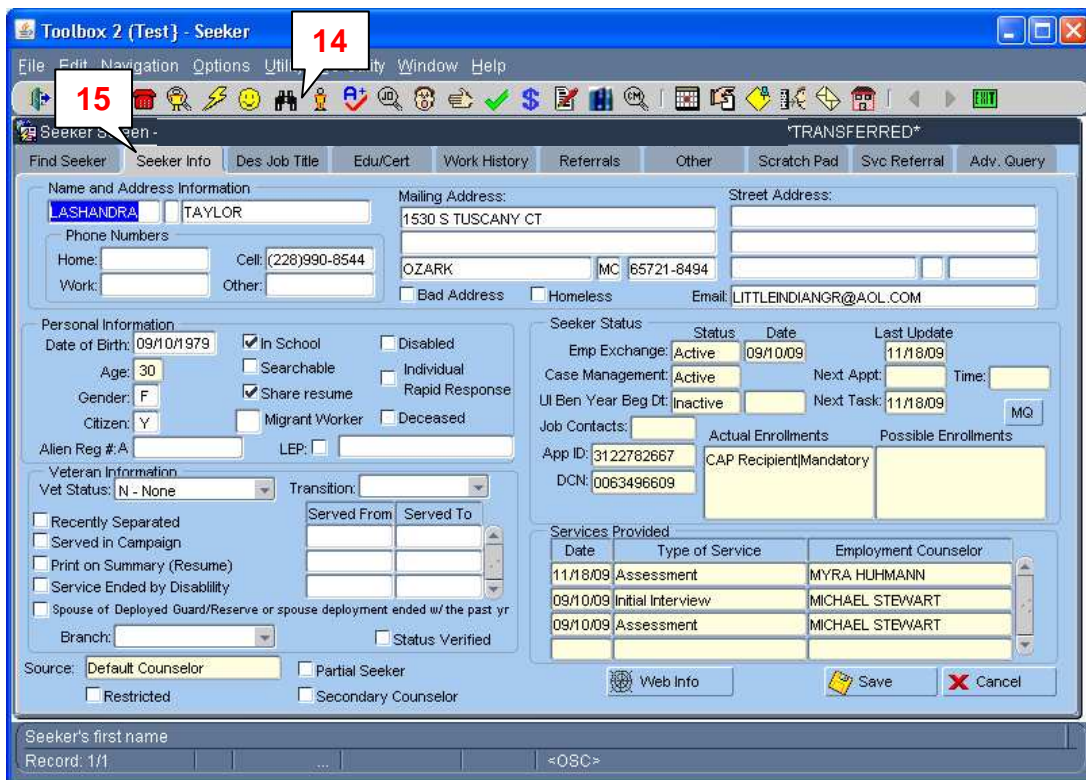 Toolbox 2 (Test} - Seeker
14
File Edit Navigation Options Window Help
15
A+
JD
CM
$
EXIT
Seeker Screen - *TRANSFERRED*
Find Seeker Seeker Info Des Job Title Edu/Cert Work History Referrals Other Scratch Pad Svc Referral Adv. Query
Name and Address Information
LASHANDRA TAYLOR
Mailing Address: Street Address:
1530 S TUSCANY CT
Phone Numbers
Home: Cell: (228)990-8544
OZARK MC 65721-8494
Work: Other:
Bad Address Homeless Email: LITTLEINDIANGR@AOL.COM
Personal Information
Date of Birth: 09/10/1979 In School Disabled
Age: 30 Searchable Individual Rapid Response
Gender: F Share resume
Citizen: Y Migrant Worker Deceased
Alien Reg #: A LEP:
Seeker Status
Status Date Last Update
Emp Exchange: Active 09/10/09 11/18/09
Case Management: Active Next Appt: Time:
UI Ben Year Beg Dt: Inactive Next Task: 11/18/09 MQ
Job Contacts: Actual Enrollments Possible Enrollments
App ID: 3122782667 CAP Recipient|Mandatory
DCN: 0063496609
Veteran Information
Vet Status: N - None Transition:
Served From Served To
Recently Separated
Served in Campaign
Print on Summary (Resume)
Service Ended by Disablility
Spouse of Deployed Guard/Reserve or spouse deployment ended w/ the past yr
Branch: Status Verified
Services Provided
Date Type of Service Employment Counselor
11/18/09 Assessment MYRA HUHMANN
09/10/09 Initial Interview MICHAEL STEWART
09/10/09 Assessment MICHAEL STEWART
Source: Default Counselor Partial Seeker
Restricted Secondary Counselor
Web Info Save Cancel
Seeker's first name
Record: 1/1 ... <OSC>